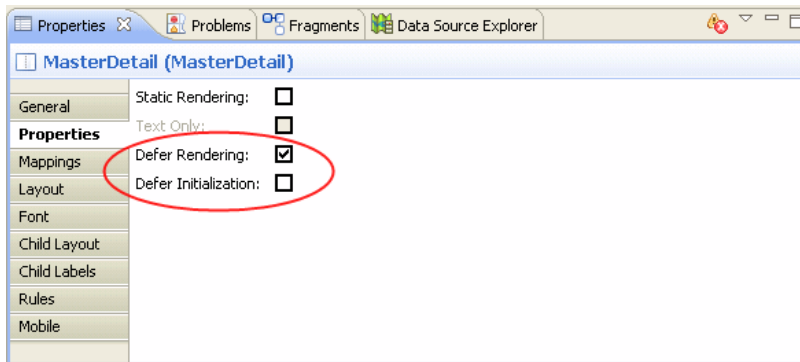 Properties Problems Fragments Data Source Explorer
MasterDetail (MasterDetail)
General
Properties
Mappings
Layout
Font
Child Layout
Child Labels
Rules
Mobile
Static Rendering:
Text Only:
Defer Rendering:
Defer Initialization: